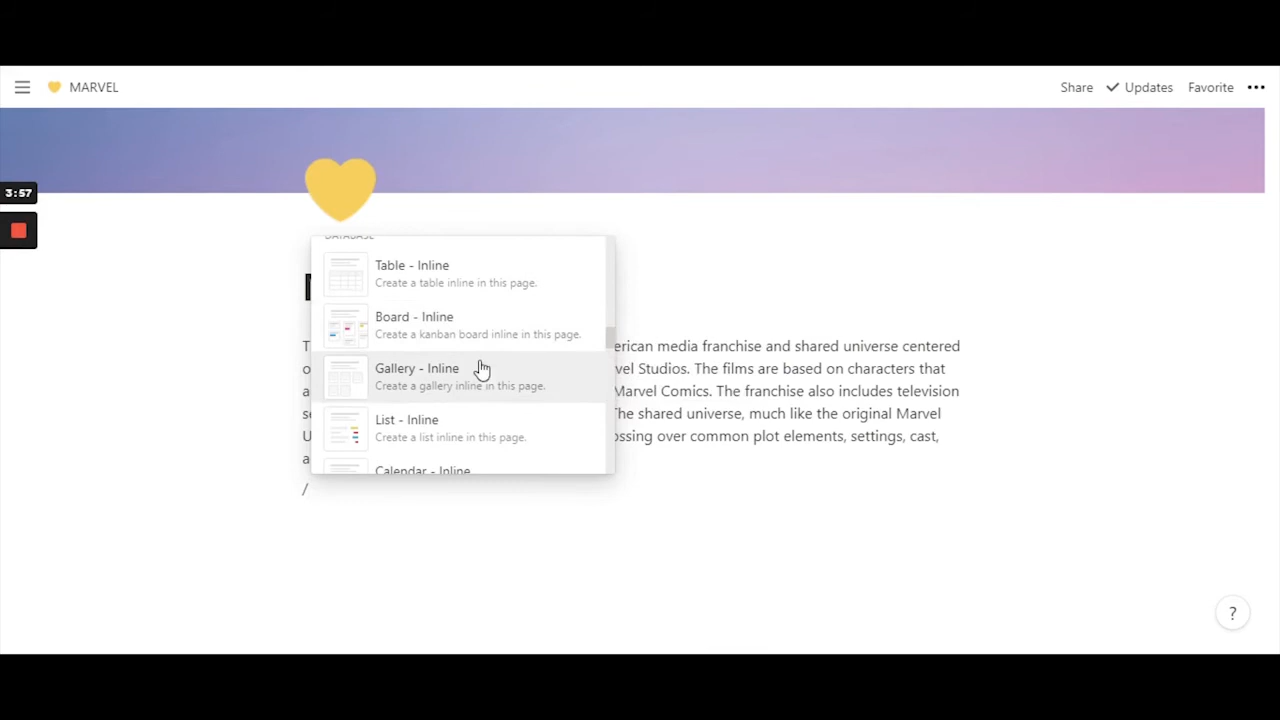 MARVEL
Share
Updates
Favorite
3:57
DATABASE
Table - Inline
Create a table inline in this page.
Board - Inline
Create a kanban board inline in this page.
Gallery - Inline
Create a gallery inline in this page.
List - Inline
Create a list inline in this page.
Calendar - Inline
erican media franchise and shared universe centered
vel Studios. The films are based on characters that
Marvel Comics. The franchise also includes television
The shared universe, much like the original Marvel
ossing over common plot elements, settings, cast,
/
?